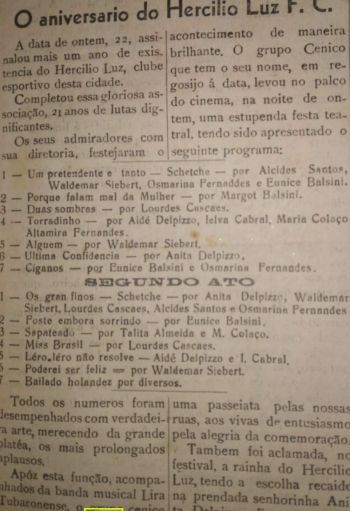 O aniversario do Hercilio Luz F. C.
A data de ontem, 22, assi-
nalou mais um ano de exis-
tencia do Hercilio Luz, clube
esportivo desta cidade.
Completou essa gloriosa as-
sociação, 21 anos de lutas dig-
nificantes.
Os seus admiradores com
sua diretoria, festejaram o
acontecimento de maneira
brilhante. O grupo Cenico
que tem o seu nome, em re-
gosijo á data, levou no palco
do cinema, na noite de on-
tem, uma estupenda festa tea-
tral, tendo sido apresentado o
seguinte programa:
1 — Um pretendente e tanto — Schetche — por Alcides Santos,
Waldemar Siebert, Osmarina Fernaddes e Eunice Balsini.
2 — Porque falam mal da Mulher — por Margot Balsini.
3 — Duas sombras — por Lourdes Cascaes.
4 — Topradinho — por Aidé Delpizzo, Ielva Cabral, Maria Colaço
Altamira Fernandes.
5 — Alguem — por Waldemar Siebert.
6 — Ultima Confidencia — por Anita Delpizzo.
7 — Ciganos — por Eunice Balsini e Osmarina Fernandes.
SEGUNDO ATO
1 — Os gran finos — Schetche — por Anita Delpizzo, Waldemar
Siebert, Lourdes Cascaes, Alcides Santos e Osmarina Fernandes
2 — Poste embora sorrindo — por Eunice Balsini.
3 — Sapateado — por Talita Almeida e M. Colaço.
4 — Miss Brasil — por Lourdes Cascaes.
5 — Léro-léro não resolve — Aidé Delpizzo e I. Cabral.
6 — Poderei ser feliz — por Waldemar Siebert.
7 — Bailado holandez por diversos.
Todos os numeros foram
desempenhados com verdadei-
ra arte, merecendo da grande
platéa, os mais prolongados
aplausos.
Apóz esta função, acompa-
nhados da banda musical Lira
Tubaronense, o cenico
uma passeiata pelas nossas
ruas, aos vivas de entusiasmo
pela alegria da comemoração.
Tambem foi aclamada, no
festival, a rainha do Hercilio
Luz, tendo a escolha recaido
na prendada senhorinha Ani-